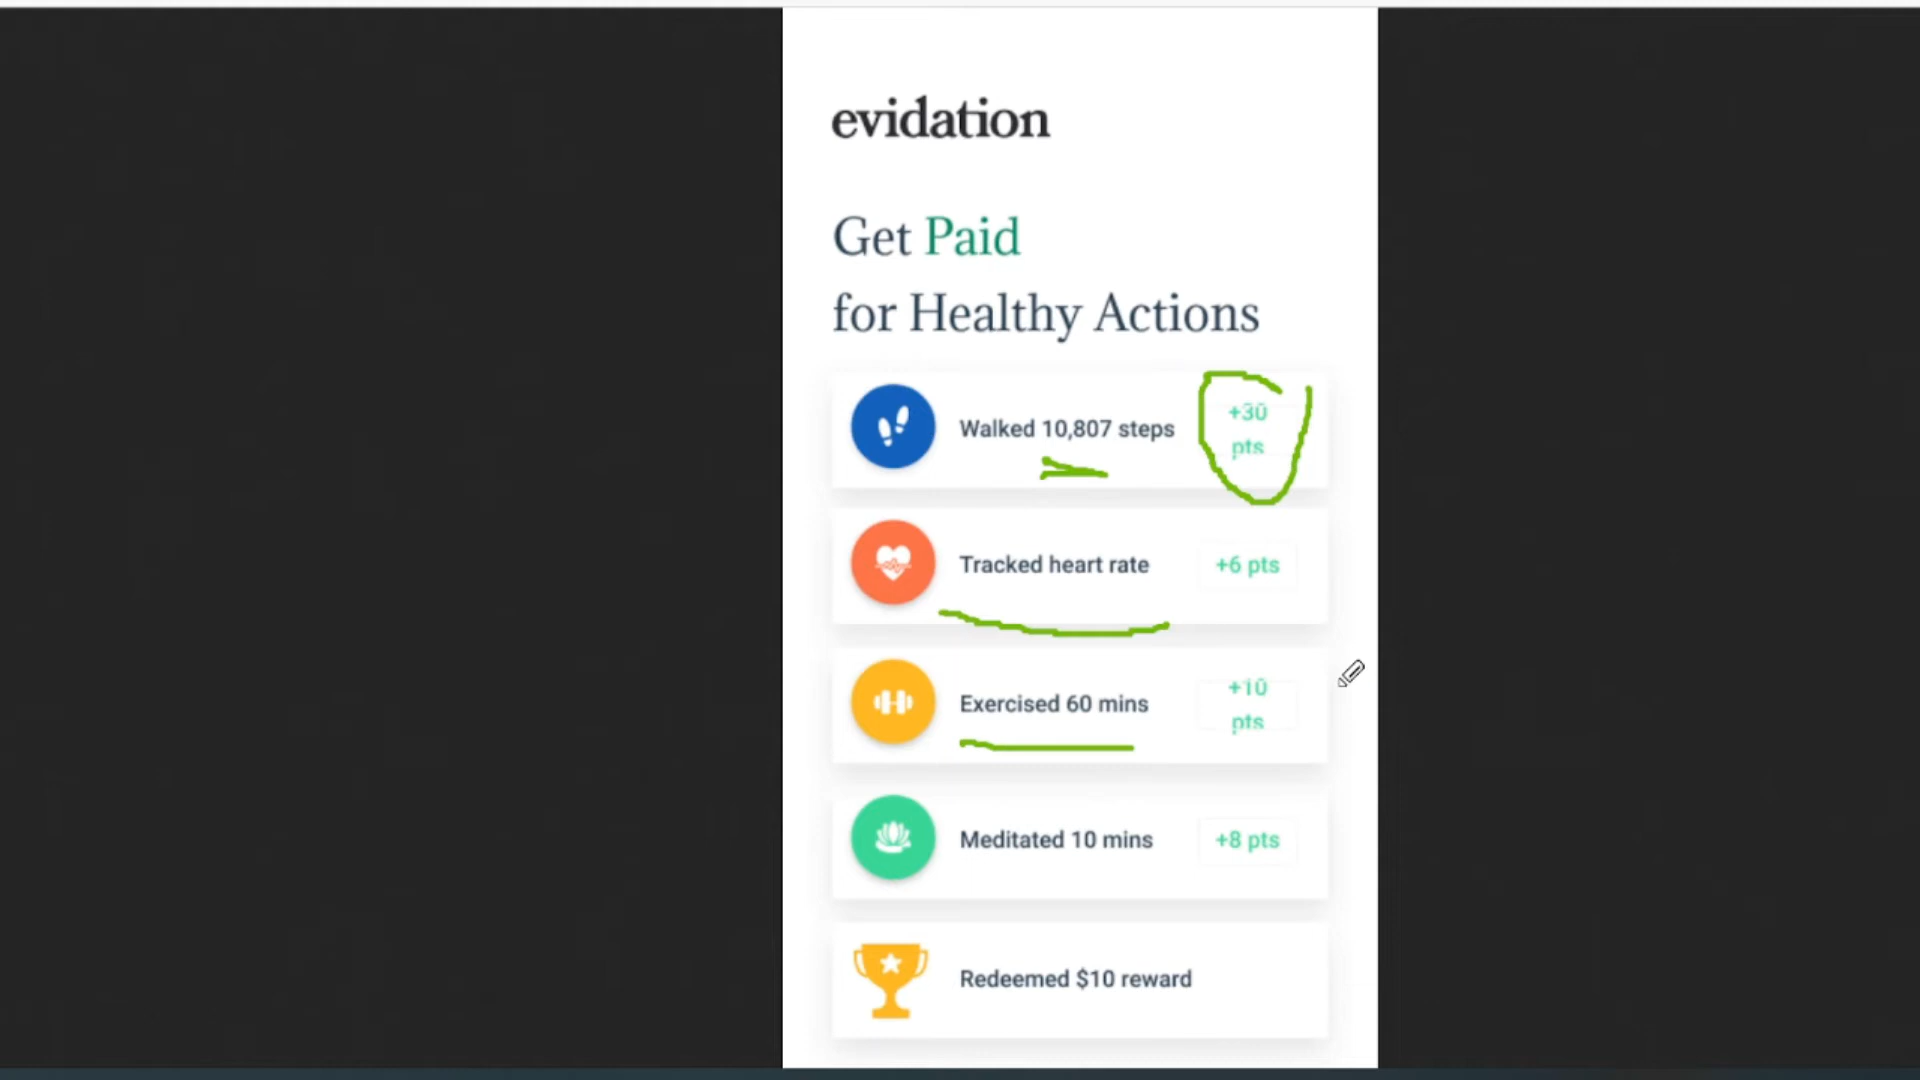 evidation
Get Paid
for Healthy Actions
Walked 10,807 steps
+30
pts
Tracked heart rate
+6 pts
Exercised 60 mins
+10
pts
Meditated 10 mins
+8 pts
Redeemed $10 reward